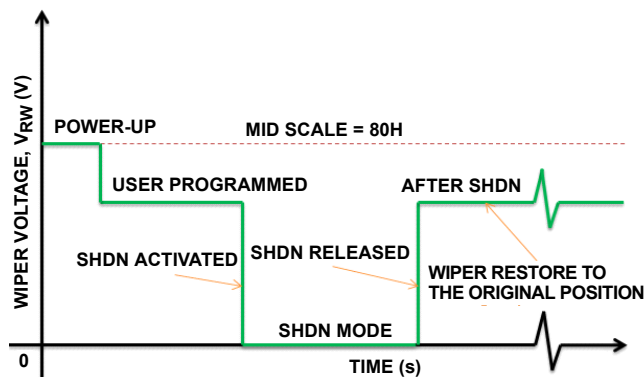 WIPER VOLTAGE, VRW (V)
POWER-UP
MID SCALE = 80H
USER PROGRAMMED
AFTER SHDN
SHDN ACTIVATED
SHDN RELEASED
WIPER RESTORE TO
THE ORIGINAL POSITION
SHDN MODE
0
TIME (s)